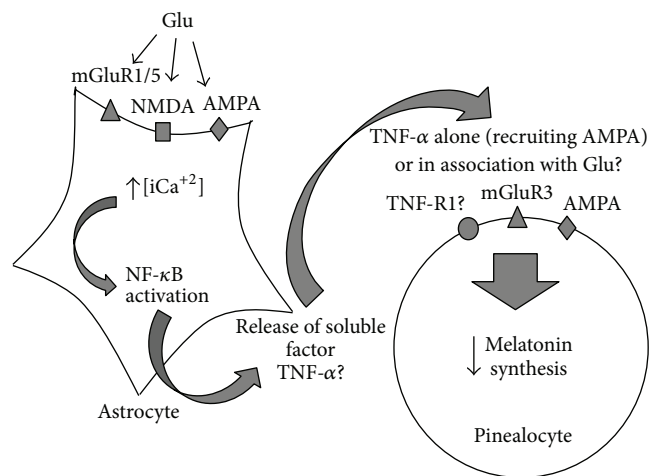 Glu
mGluR1/5
NMDA
AMPA
↑[iCa+2]
NF-κB
activation
Astrocyte
Release of soluble
factor
TNF-α?
TNF-α alone (recruiting AMPA)
or in association with Glu?
TNF-R1?
mGluR3
AMPA
↓ Melatonin
synthesis
Pinealocyte